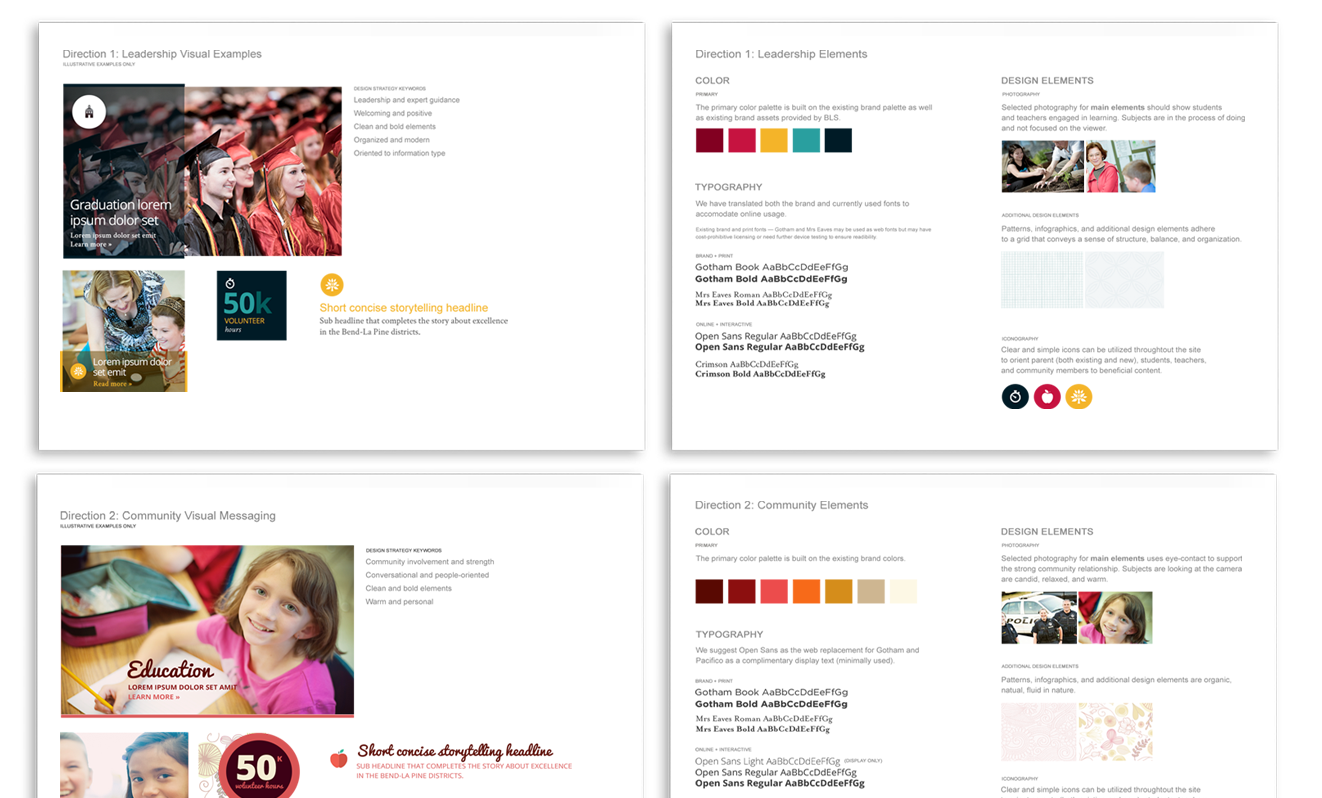 Direction 1: Leadership Visual Examples
ILLUSTRATIVE EXAMPLES ONLY
Graduation lorem
ipsum dolor set
Lorem ipsum dolor set emit
Learn more »
DESIGN STRATEGY KEYWORDS
Leadership and expert guidance
Welcoming and positive
Clean and bold elements
Organized and modern
Oriented to information type
Lorem ipsum dolor
set emit
Read more »
50k
VOLUNTEER
hours
Short concise storytelling headline
Sub headline that completes the story about excellence
in the Bend-La Pine districts.
Direction 1: Leadership Elements
COLOR
PRIMARY
The primary color palette is built on the existing brand palette as well
as existing brand assets provided by BLS.
TYPOGRAPHY
We have translated both the brand and currently used fonts to
accomodate online usage.
Existing brand and print fonts — Gotham and Mrs Eaves may be used as web fonts but may have
cost-prohibitive licensing or need further device testing to ensure readibility.
BRAND + PRINT
Gotham Book AaBbCcDdEeFfGg
Gotham Bold AaBbCcDdEeFfGg
Mrs Eaves Roman AaBbCcDdEeFfGg
Mrs Eaves Bold AaBbCcDdEeFfGg
ONLINE + INTERACTIVE
Open Sans Regular AaBbCcDdEeFfGg
Open Sans Regular AaBbCcDdEeFfGg
Crimson AaBbCcDdEeFfGg
Crimson Bold AaBbCcDdEeFfGg
DESIGN ELEMENTS
PHOTOGRAPHY
Selected photography for main elements should show students
and teachers engaged in learning. Subjects are in the process of doing
and not focused on the viewer.
ADDITIONAL DESIGN ELEMENTS
Patterns, infographics, and additional design elements adhere
to a grid that conveys a sense of structure, balance, and organization.
ICONOGRAPHY
Clear and simple icons can be utilized throughtout the site
to orient parent (both existing and new), students, teachers,
and community members to beneficial content.
Direction 2: Community Visual Messaging
ILLUSTRATIVE EXAMPLES ONLY
Education
LOREM IPSUM DOLOR SET AMIT
LEARN MORE »
DESIGN STRATEGY KEYWORDS
Community involvement and strength
Conversational and people-oriented
Clean and bold elements
Warm and personal
50K
volunteer hours
Short concise storytelling headline
SUB HEADLINE THAT COMPLETES THE STORY ABOUT EXCELLENCE
IN THE BEND-LA PINE DISTRICTS.
Direction 2: Community Elements
COLOR
PRIMARY
The primary color palette is built on the existing brand colors.
TYPOGRAPHY
We suggest Open Sans as the web replacement for Gotham and
Pacifico as a complimentary display text (minimally used).
BRAND + PRINT
Gotham Book AaBbCcDdEeFfGg
Gotham Bold AaBbCcDdEeFfGg
Mrs Eaves Roman AaBbCcDdEeFfGg
Mrs Eaves Bold AaBbCcDdEeFfGg
ONLINE + INTERACTIVE
Open Sans Light AaBbCcDdEeFfGg (DISPLAY ONLY)
Open Sans Regular AaBbCcDdEeFfGg
Open Sans Regular AaBbCcDdEeFfGg
DESIGN ELEMENTS
PHOTOGRAPHY
Selected photography for main elements uses eye-contact to support
the strong community relationship. Subjects are looking at the camera
are candid, relaxed, and warm.
POLIC
ADDITIONAL DESIGN ELEMENTS
Patterns, infographics, and additional design elements are organic,
natual, fluid in nature.
ICONOGRAPHY
Clear and simple icons can be utilized throughtout the site